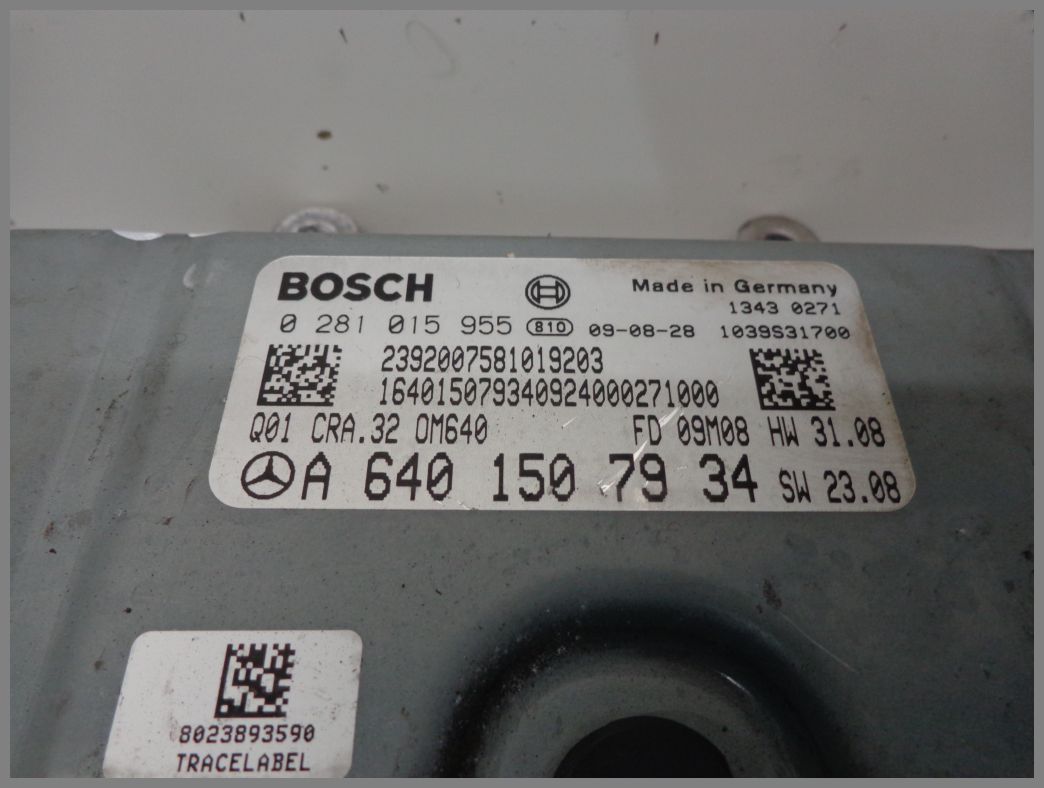 BOSCH
Made in Germany
1343 0271
0 281 015 955 810 09-08-28 1039S31700
2392007581019203
164015079340924000271000
Q01 CRA.32 OM640 FD 09M08 HW 31.08
A 640 150 79 34 SW 23.08
8023893590
TRACELABEL